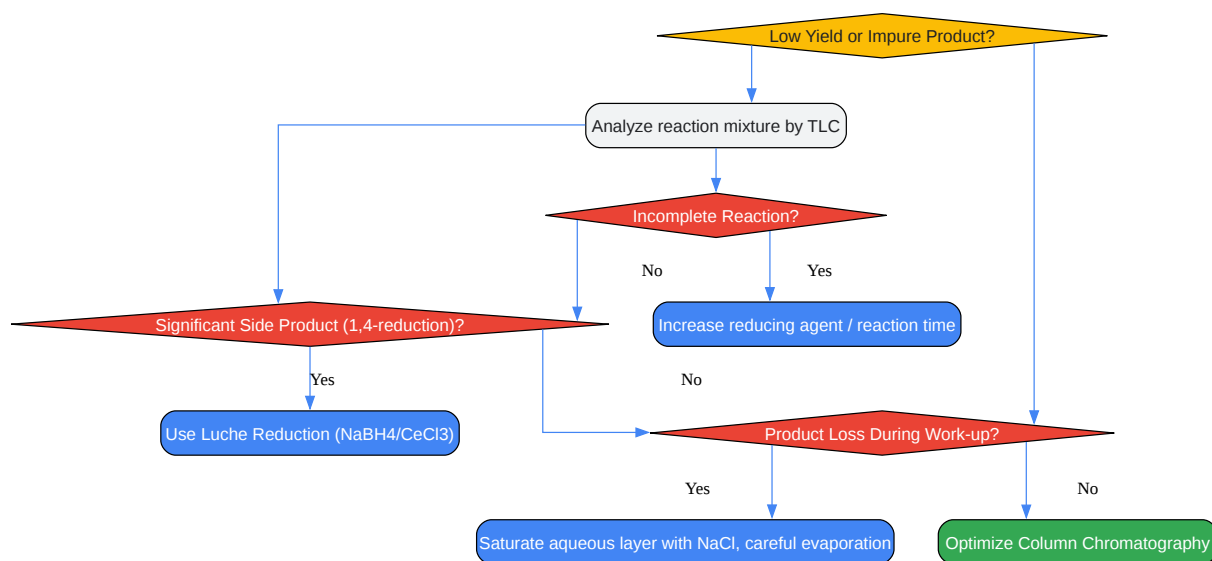 Low Yield or Impure Product?
Analyze reaction mixture by TLC
Incomplete Reaction?
No
Yes
Significant Side Product (1,4-reduction)?
Increase reducing agent / reaction time
Yes
No
Use Luche Reduction (NaBH4/CeCl3)
Product Loss During Work-up?
Yes
No
Saturate aqueous layer with NaCl, careful evaporation
Optimize Column Chromatography